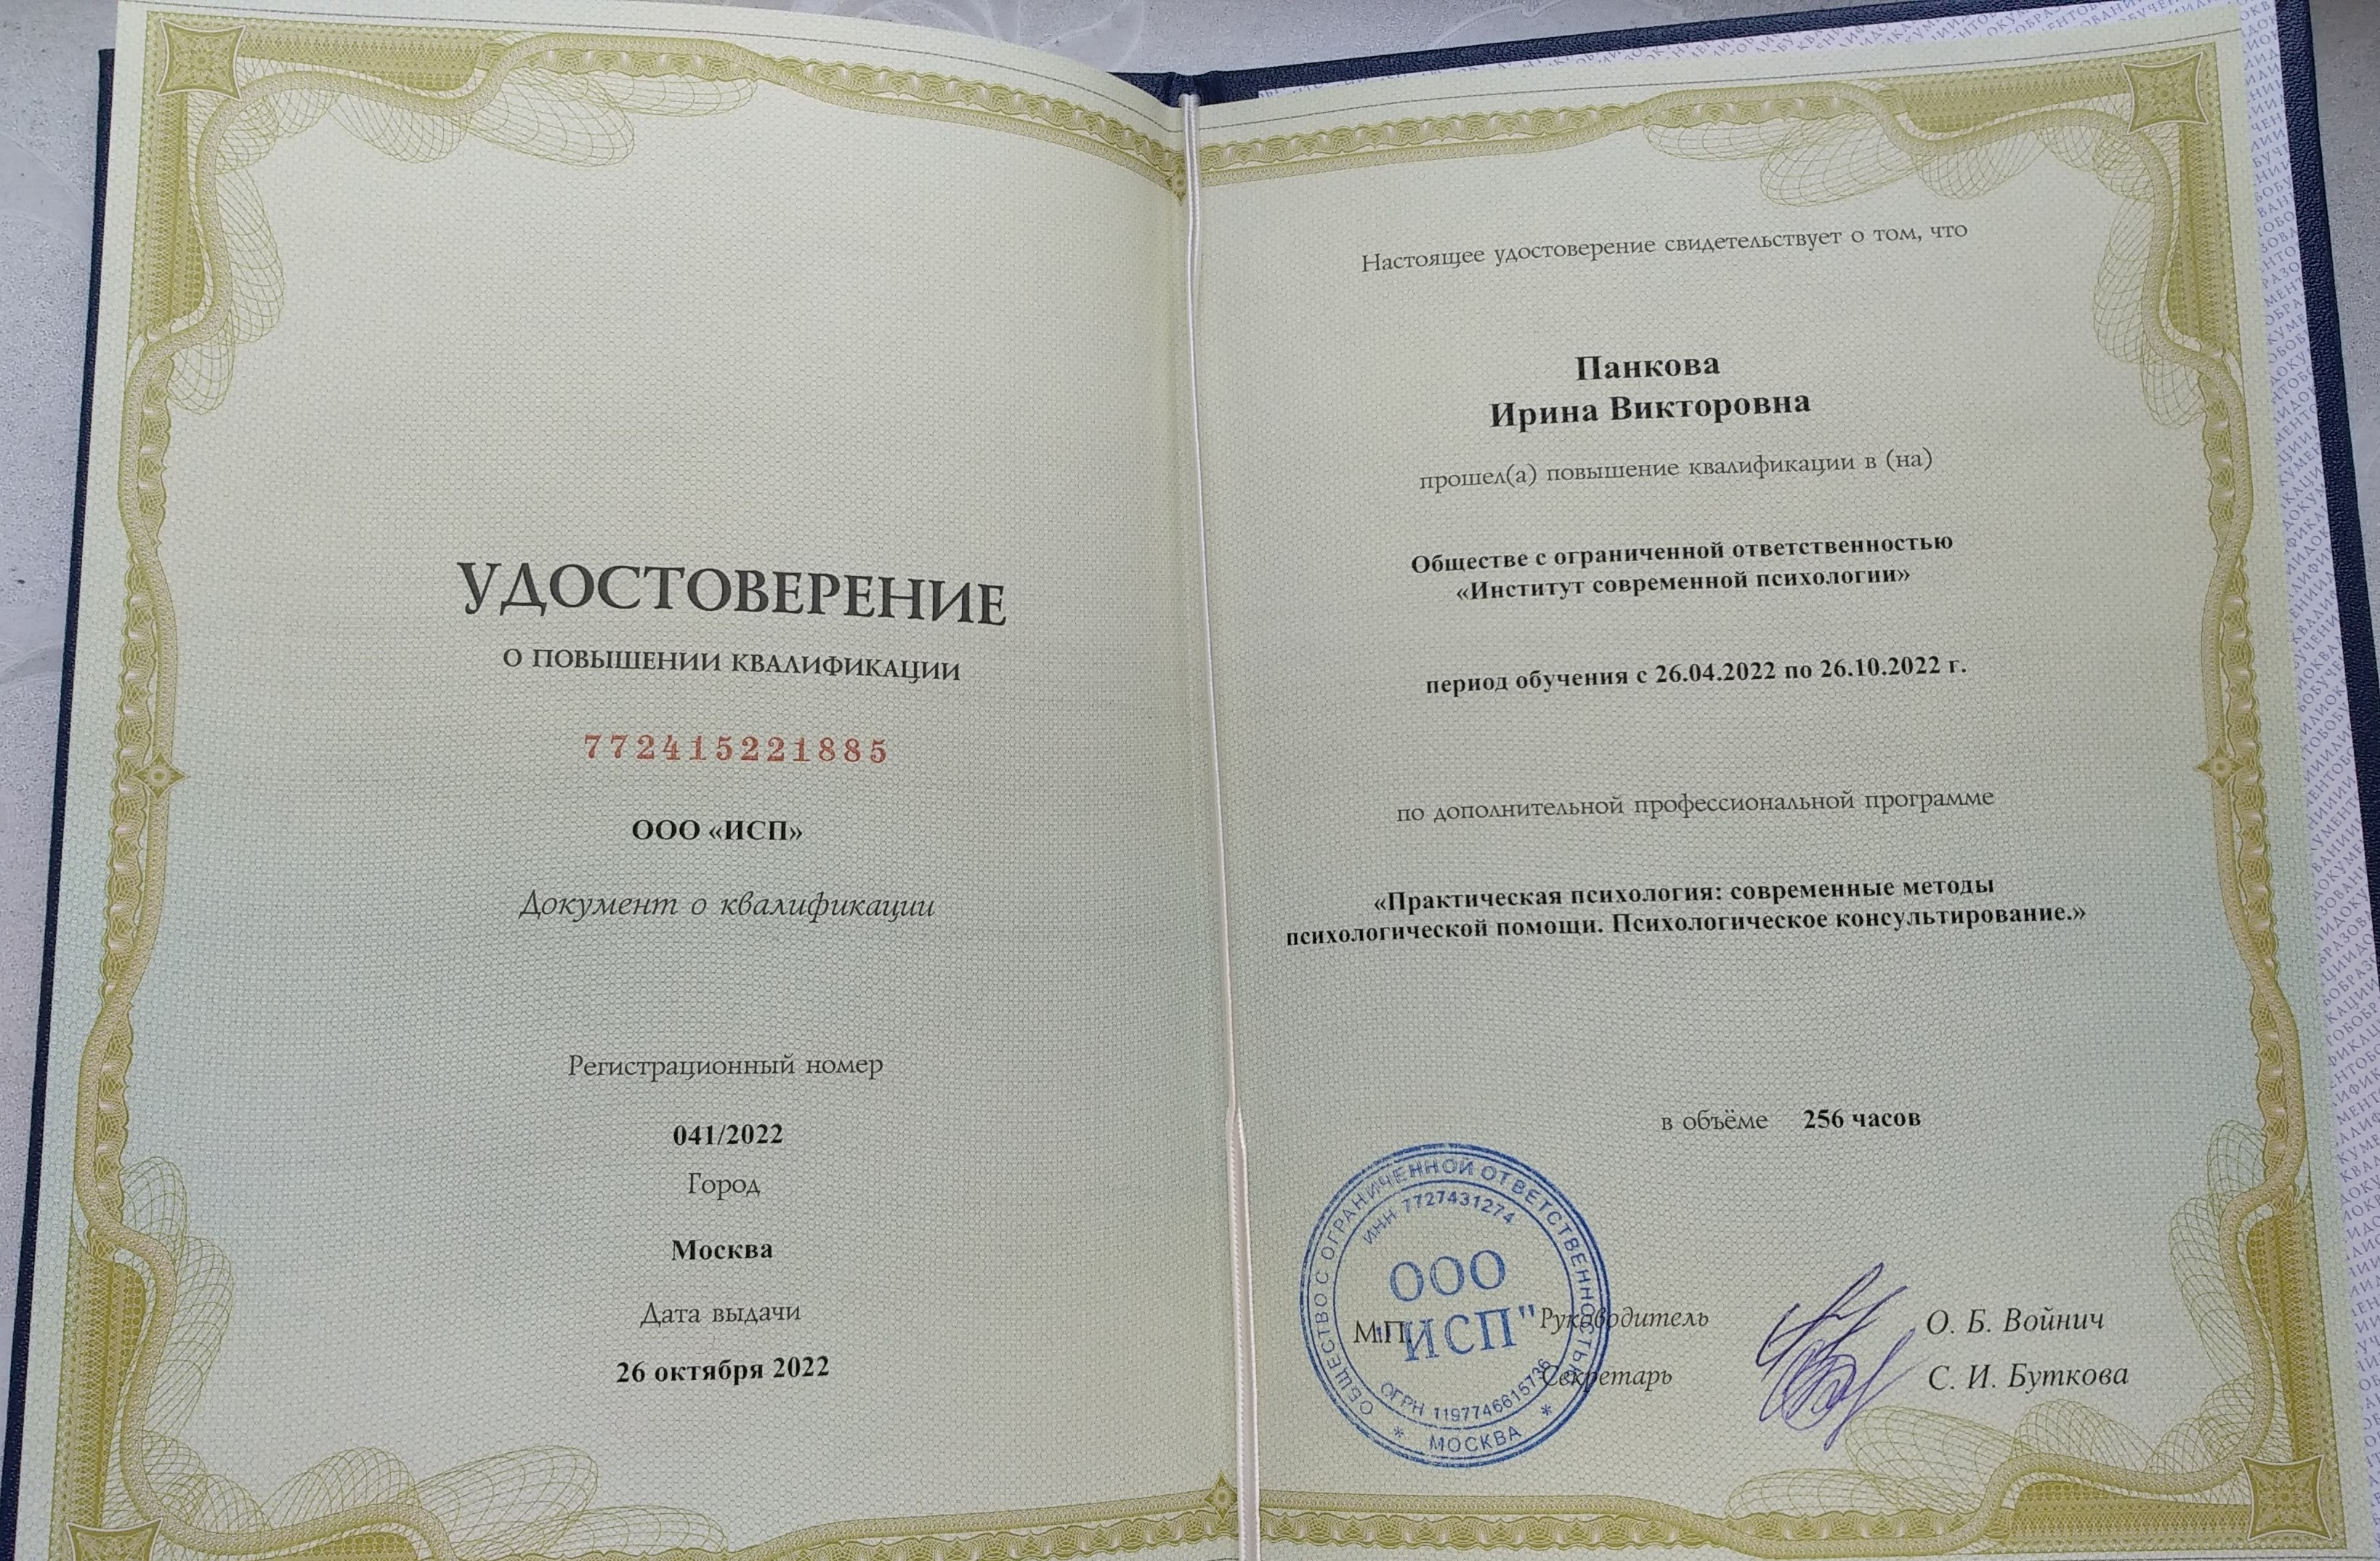 УДОСТОВЕРЕНИЕ
О ПОВЫШЕНИИ КВАЛИФИКАЦИИ
772415221885
ООО «ИСП»
Документ о квалификации
Регистрационный номер
041/2022
Город
Москва
Дата выдачи
26 октября 2022
Настоящее удостоверение свидетельствует о том, что
Панкова
Ирина Викторовна
прошел(а) повышение квалификации в (на)
Обществе с ограниченной ответственностью
«Институт современной психологии»
период обучения с 26.04.2022 по 26.10.2022 г.
по дополнительной профессиональной программе
«Практическая психология: современные методы
психологической помощи. Психологическое консультирование.»
в объёме 256 часов
ОБЩЕСТВО С ОГРАНИЧЕННОЙ ОТВЕТСТВЕННОСТЬЮ
ИНН 7727431274
ООО
"ИСП"
ОГРН 1197746615736
* МОСКВА *
М.П.
Руководитель О. Б. Войнич
Секретарь С. И. Буткова